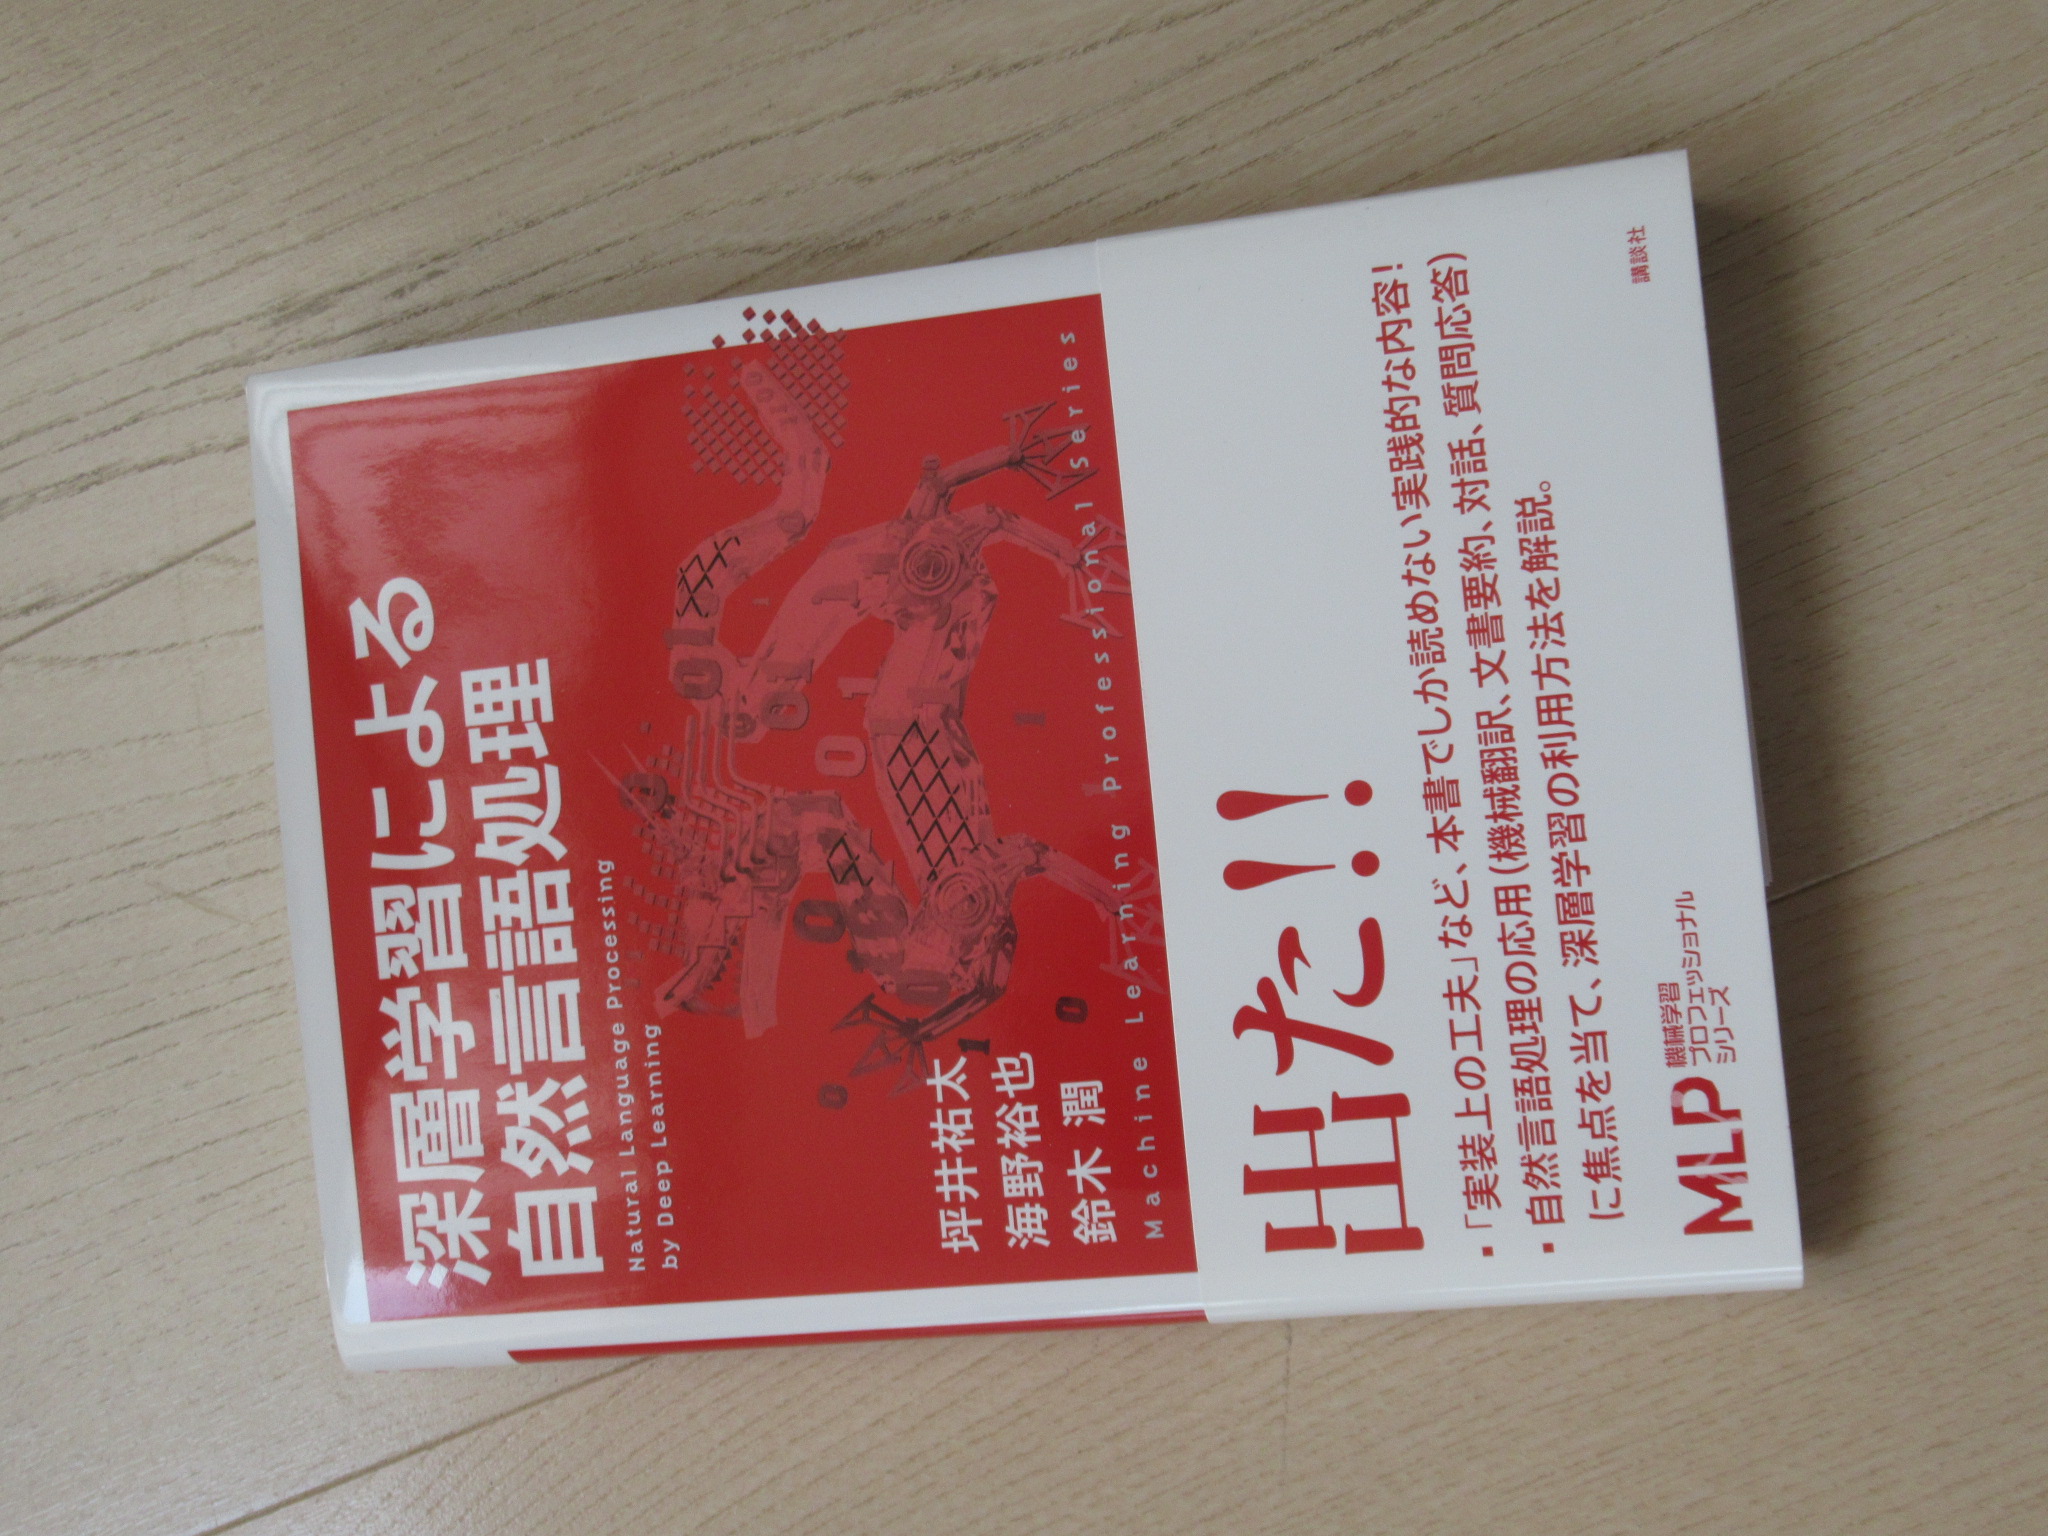 深層学習による
自然言語処理
Natural Language Processing
by Deep Learning
坪井祐太
海野裕也
鈴木 潤
Machine Learning Professional Series
出た!!
・「実装上の工夫」など、本書でしか読めない実践的な内容!
・自然言語処理の応用(機械翻訳、文書要約、対話、質問応答)
に焦点を当て、深層学習の利用方法を解説。
MLP
機械学習
プロフェッショナル
シリーズ
講談社